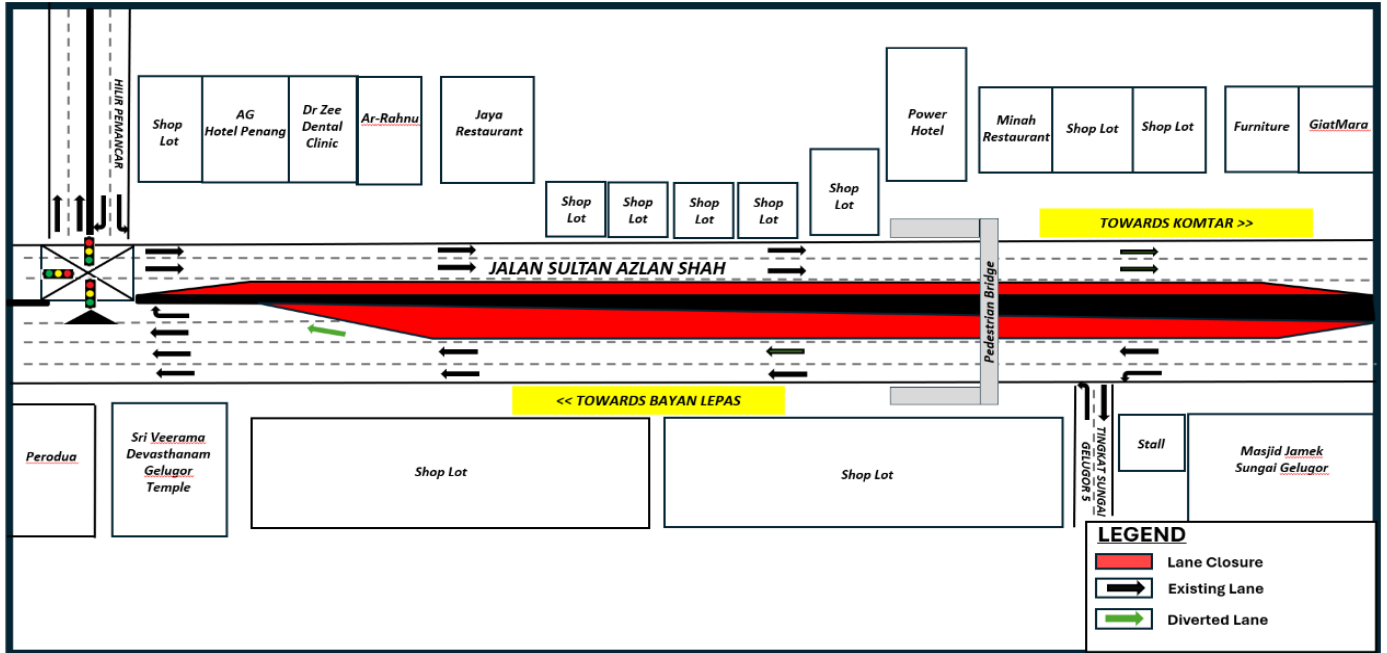 HILIR PEMANCAR
Shop
Lot
AG
Hotel Penang
Dr Zee
Dental
Clinic
Ar-Rahnu
Jaya
Restaurant
Shop
Lot
Shop
Lot
Shop
Lot
Shop
Lot
Shop
Lot
Power
Hotel
Minah
Restaurant
Shop Lot
Shop Lot
Furniture
GiatMara
TOWARDS KOMTAR >>
JALAN SULTAN AZLAN SHAH
Pedestrian Bridge
<< TOWARDS BAYAN LEPAS
Perodua
Sri Veerama
Devasthanam
Gelugor
Temple
Shop Lot
Shop Lot
TINGKAT SUNGAI
GELUGOR 5
Stall
Masjid Jamek
Sungai Gelugor
LEGEND
Lane Closure
Existing Lane
Diverted Lane